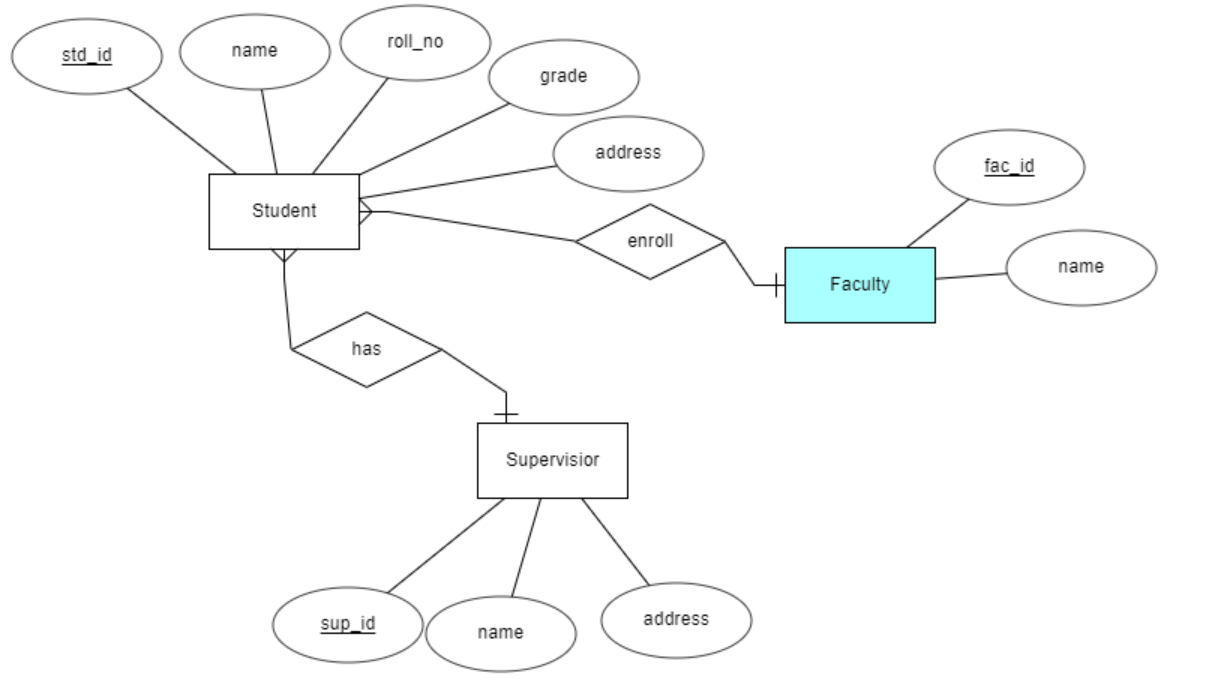 std_id
name
roll_no
grade
address
Student
enroll
fac_id
name
Faculty
has
Supervisior
sup_id
name
address